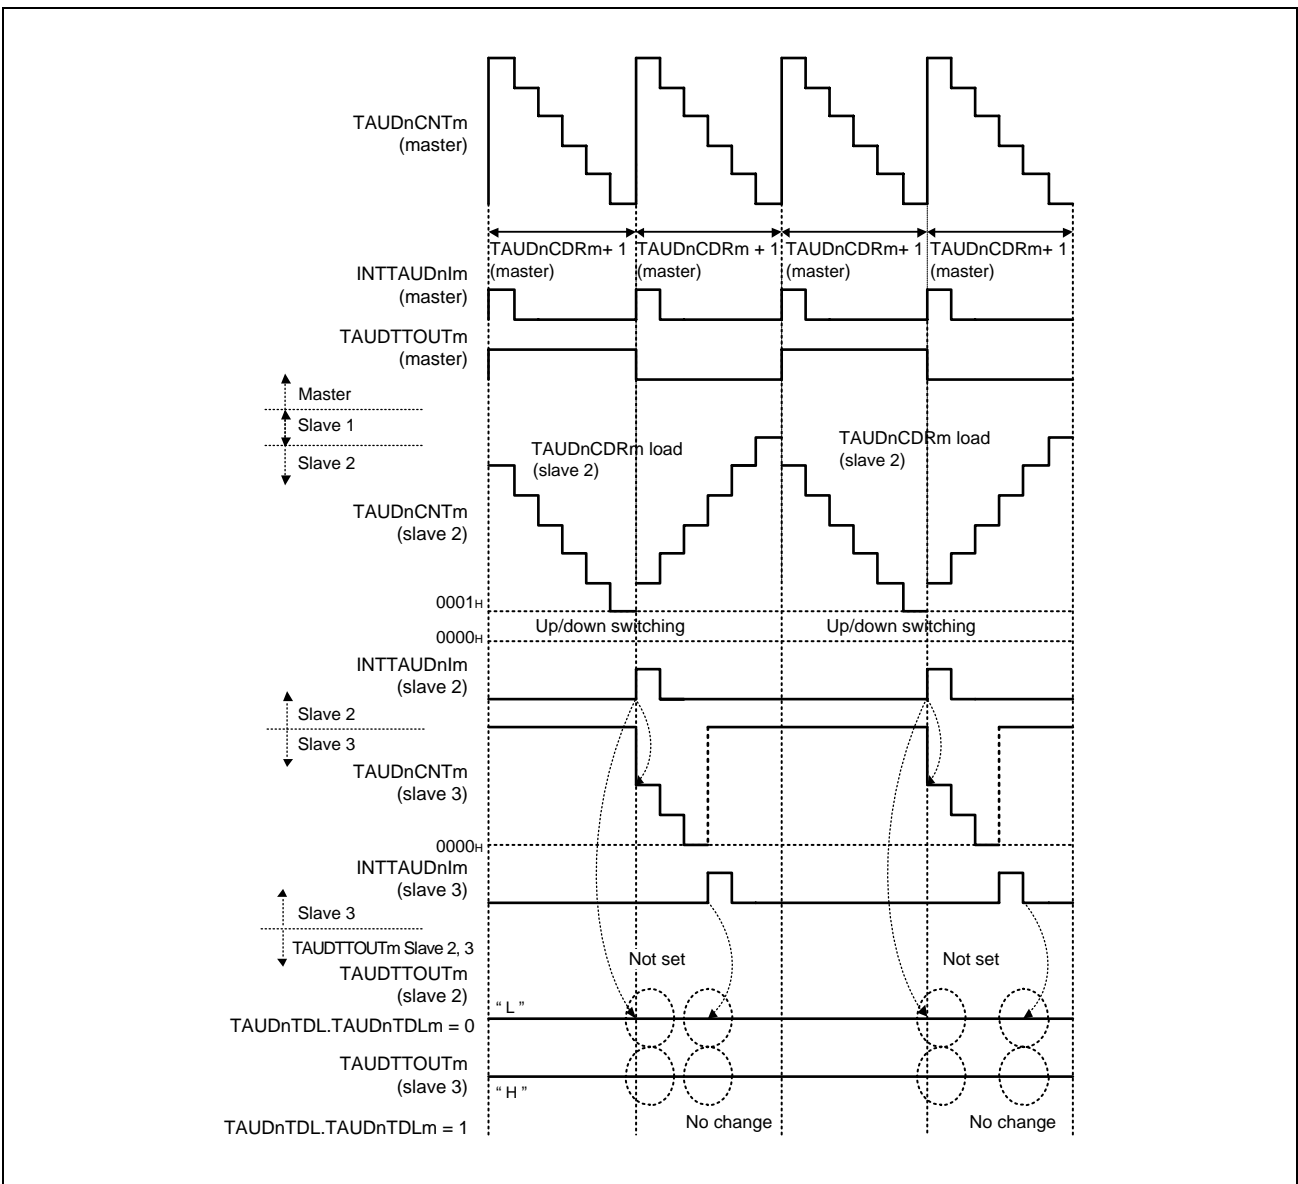 TAUDnCNTm
(master)
TAUDnCDRm+ 1 TAUDnCDRm + 1 TAUDnCDRm+ 1 TAUDnCDRm+ 1
(master) (master) (master) (master)
INTTAUDnIm
(master)
TAUDTTOUTm
(master)
Master
Slave 1
Slave 2
TAUDnCDRm load
(slave 2)
TAUDnCDRm load
(slave 2)
TAUDnCNTm
(slave 2)
0001H
Up/down switching Up/down switching
0000H
INTTAUDnIm
(slave 2)
Slave 2
Slave 3
TAUDnCNTm
(slave 3)
0000H
INTTAUDnIm
(slave 3)
Slave 3
TAUDTTOUTm Slave 2, 3
Not set Not set
TAUDTTOUTm
(slave 2)
“ L ”
TAUDnTDL.TAUDnTDLm = 0
TAUDTTOUTm
(slave 3)
“ H ”
No change No change
TAUDnTDL.TAUDnTDLm = 1